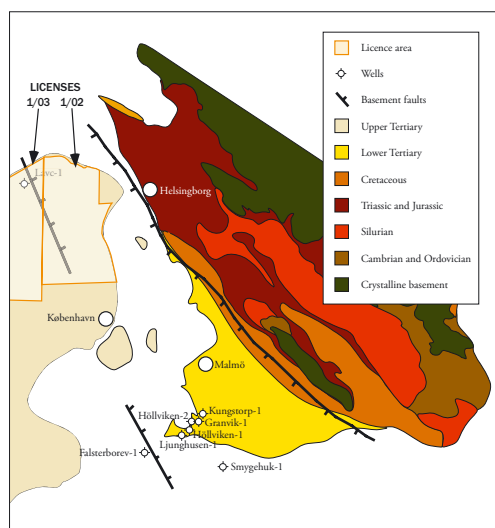 LICENSES
1/03 1/02
Lavc-1
Helsingborg
København
Malmö
Höllviken-2
Kungstorp-1
Granvik-1
Höllviken-1
Ljunghusen-1
Falsterborev-1
Smygehuk-1
Licence area
Wells
Basement faults
Upper Tertiary
Lower Tertiary
Cretaceous
Triassic and Jurassic
Silurian
Cambrian and Ordovician
Crystalline basement